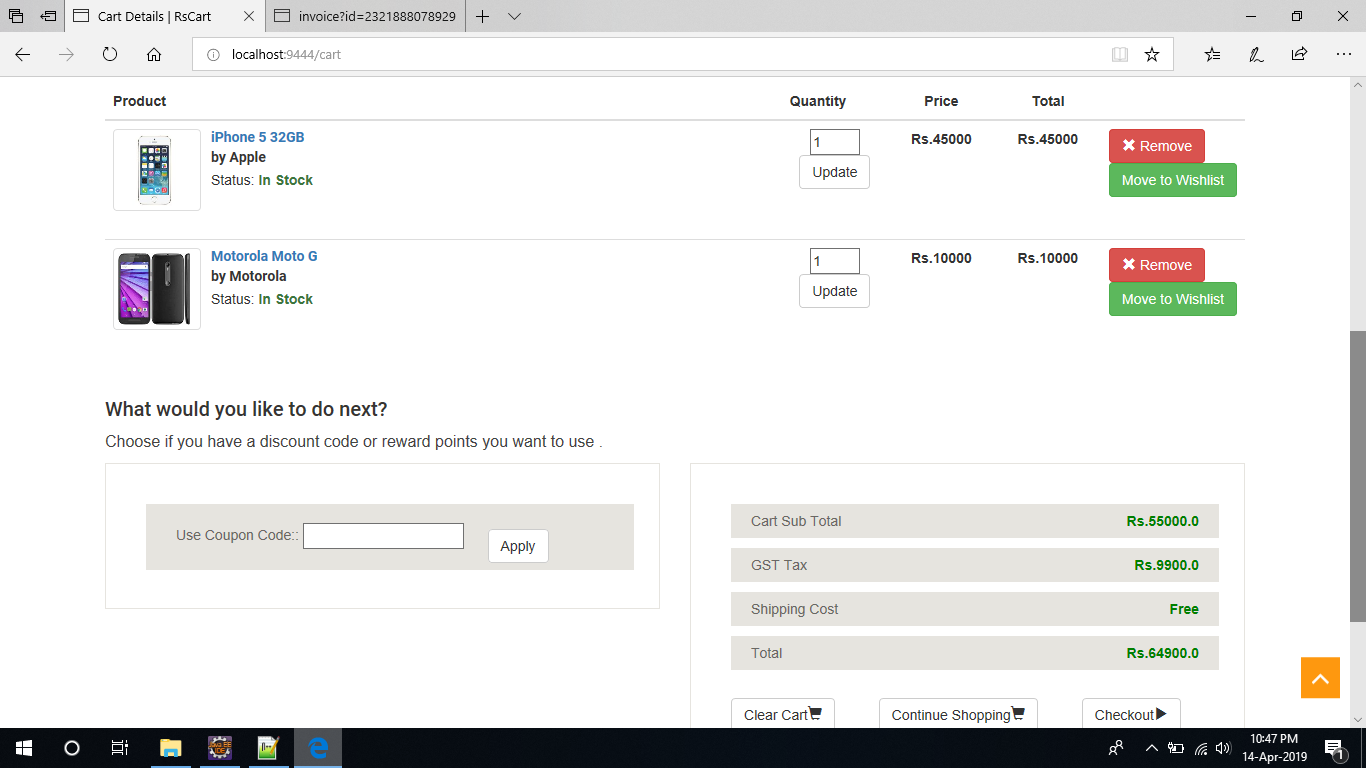 Cart Details | RsCart
invoice?id=2321888078929
localhost:9444/cart
Product Quantity Price Total
iPhone 5 32GB
by Apple
Status: In Stock
1
Update
Rs.45000
Rs.45000
Remove
Move to Wishlist
Motorola Moto G
by Motorola
Status: In Stock
1
Update
Rs.10000
Rs.10000
Remove
Move to Wishlist
What would you like to do next?
Choose if you have a discount code or reward points you want to use .
Use Coupon Code::
Apply
Cart Sub Total Rs.55000.0
GST Tax Rs.9900.0
Shipping Cost Free
Total Rs.64900.0
Clear Cart
Continue Shopping
Checkout
10:47 PM
14-Apr-2019
1